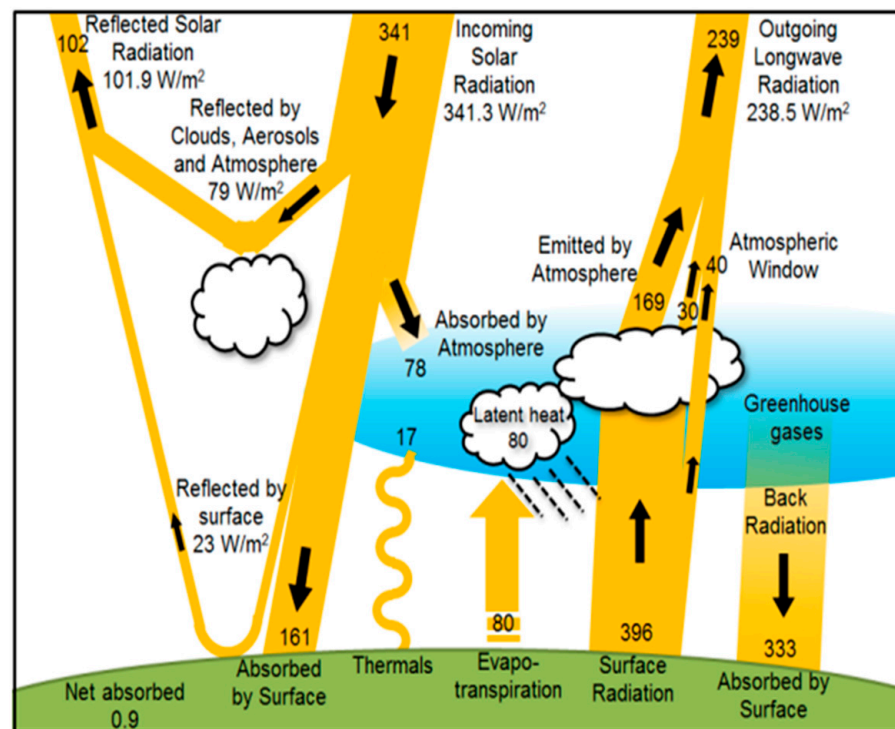 102
Reflected Solar
Radiation
101.9 W/m²
341
Incoming
Solar
Radiation
341.3 W/m²
239
Outgoing
Longwave
Radiation
238.5 W/m²
Reflected by
Clouds, Aerosols
and Atmosphere
79 W/m²
Emitted by
Atmosphere
169
30
40
Atmospheric
Window
Absorbed by
Atmosphere
78
17
Latent heat
80
Greenhouse
gases
Reflected by
surface
23 W/m²
Back
Radiation
161
80
396
333
Net absorbed
0.9
Absorbed
by Surface
Thermals
Evapo-
transpiration
Surface
Radiation
Absorbed by
Surface